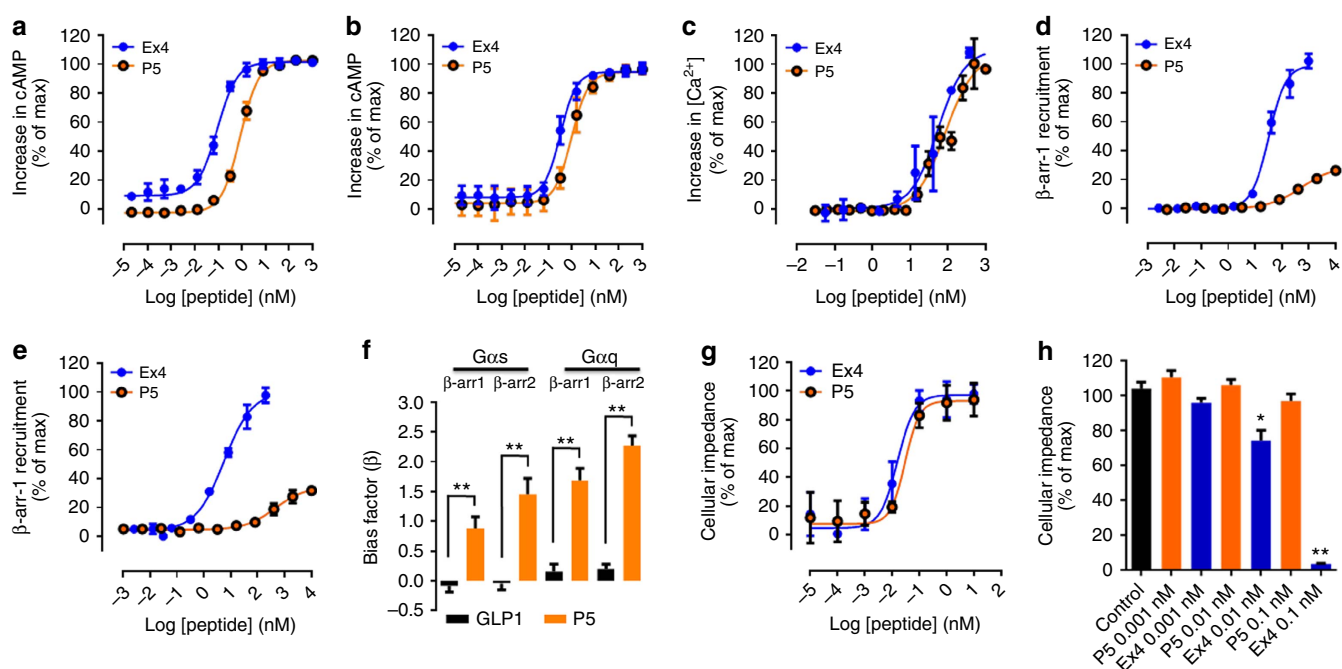 a
Increase in cAMP
(% of max)
120
100
80
60
40
20
0
Ex4
P5
–5
–4
–3
–2
–1
0
1
2
3
Log [peptide] (nM)
b
Increase in cAMP
(% of max)
120
100
80
60
40
20
0
Ex4
P5
–5
–4
–3
–2
–1
0
1
2
3
Log [peptide] (nM)
c
Increase in [Ca²⁺]
(% of max)
120
100
80
60
40
20
0
Ex4
P5
–2
–1
0
1
2
3
Log [peptide] (nM)
d
β-arr-1 recruitment
(% of max)
120
100
80
60
40
20
0
Ex4
P5
–3
–2
–1
0
1
2
3
4
Log [peptide] (nM)
e
β-arr-1 recruitment
(% of max)
120
100
80
60
40
20
0
Ex4
P5
–3
–2
–1
0
1
2
3
4
Log [peptide] (nM)
f
Gαs
Gαq
β-arr1
β-arr2
β-arr1
β-arr2
Bias factor (β)
3.0
2.5
2.0
1.5
1.0
0.5
0.0
–0.5
**
**
**
**
GLP1
P5
g
Cellular impedance
(% of max)
120
100
80
60
40
20
0
Ex4
P5
–5
–4
–3
–2
–1
0
1
2
Log [peptide] (nM)
h
Cellular impedance
(% of max)
120
100
80
60
40
20
0
*
**
Control
P5 0.001 nM
Ex4 0.001 nM
P5 0.01 nM
Ex4 0.01 nM
P5 0.1 nM
Ex4 0.1 nM